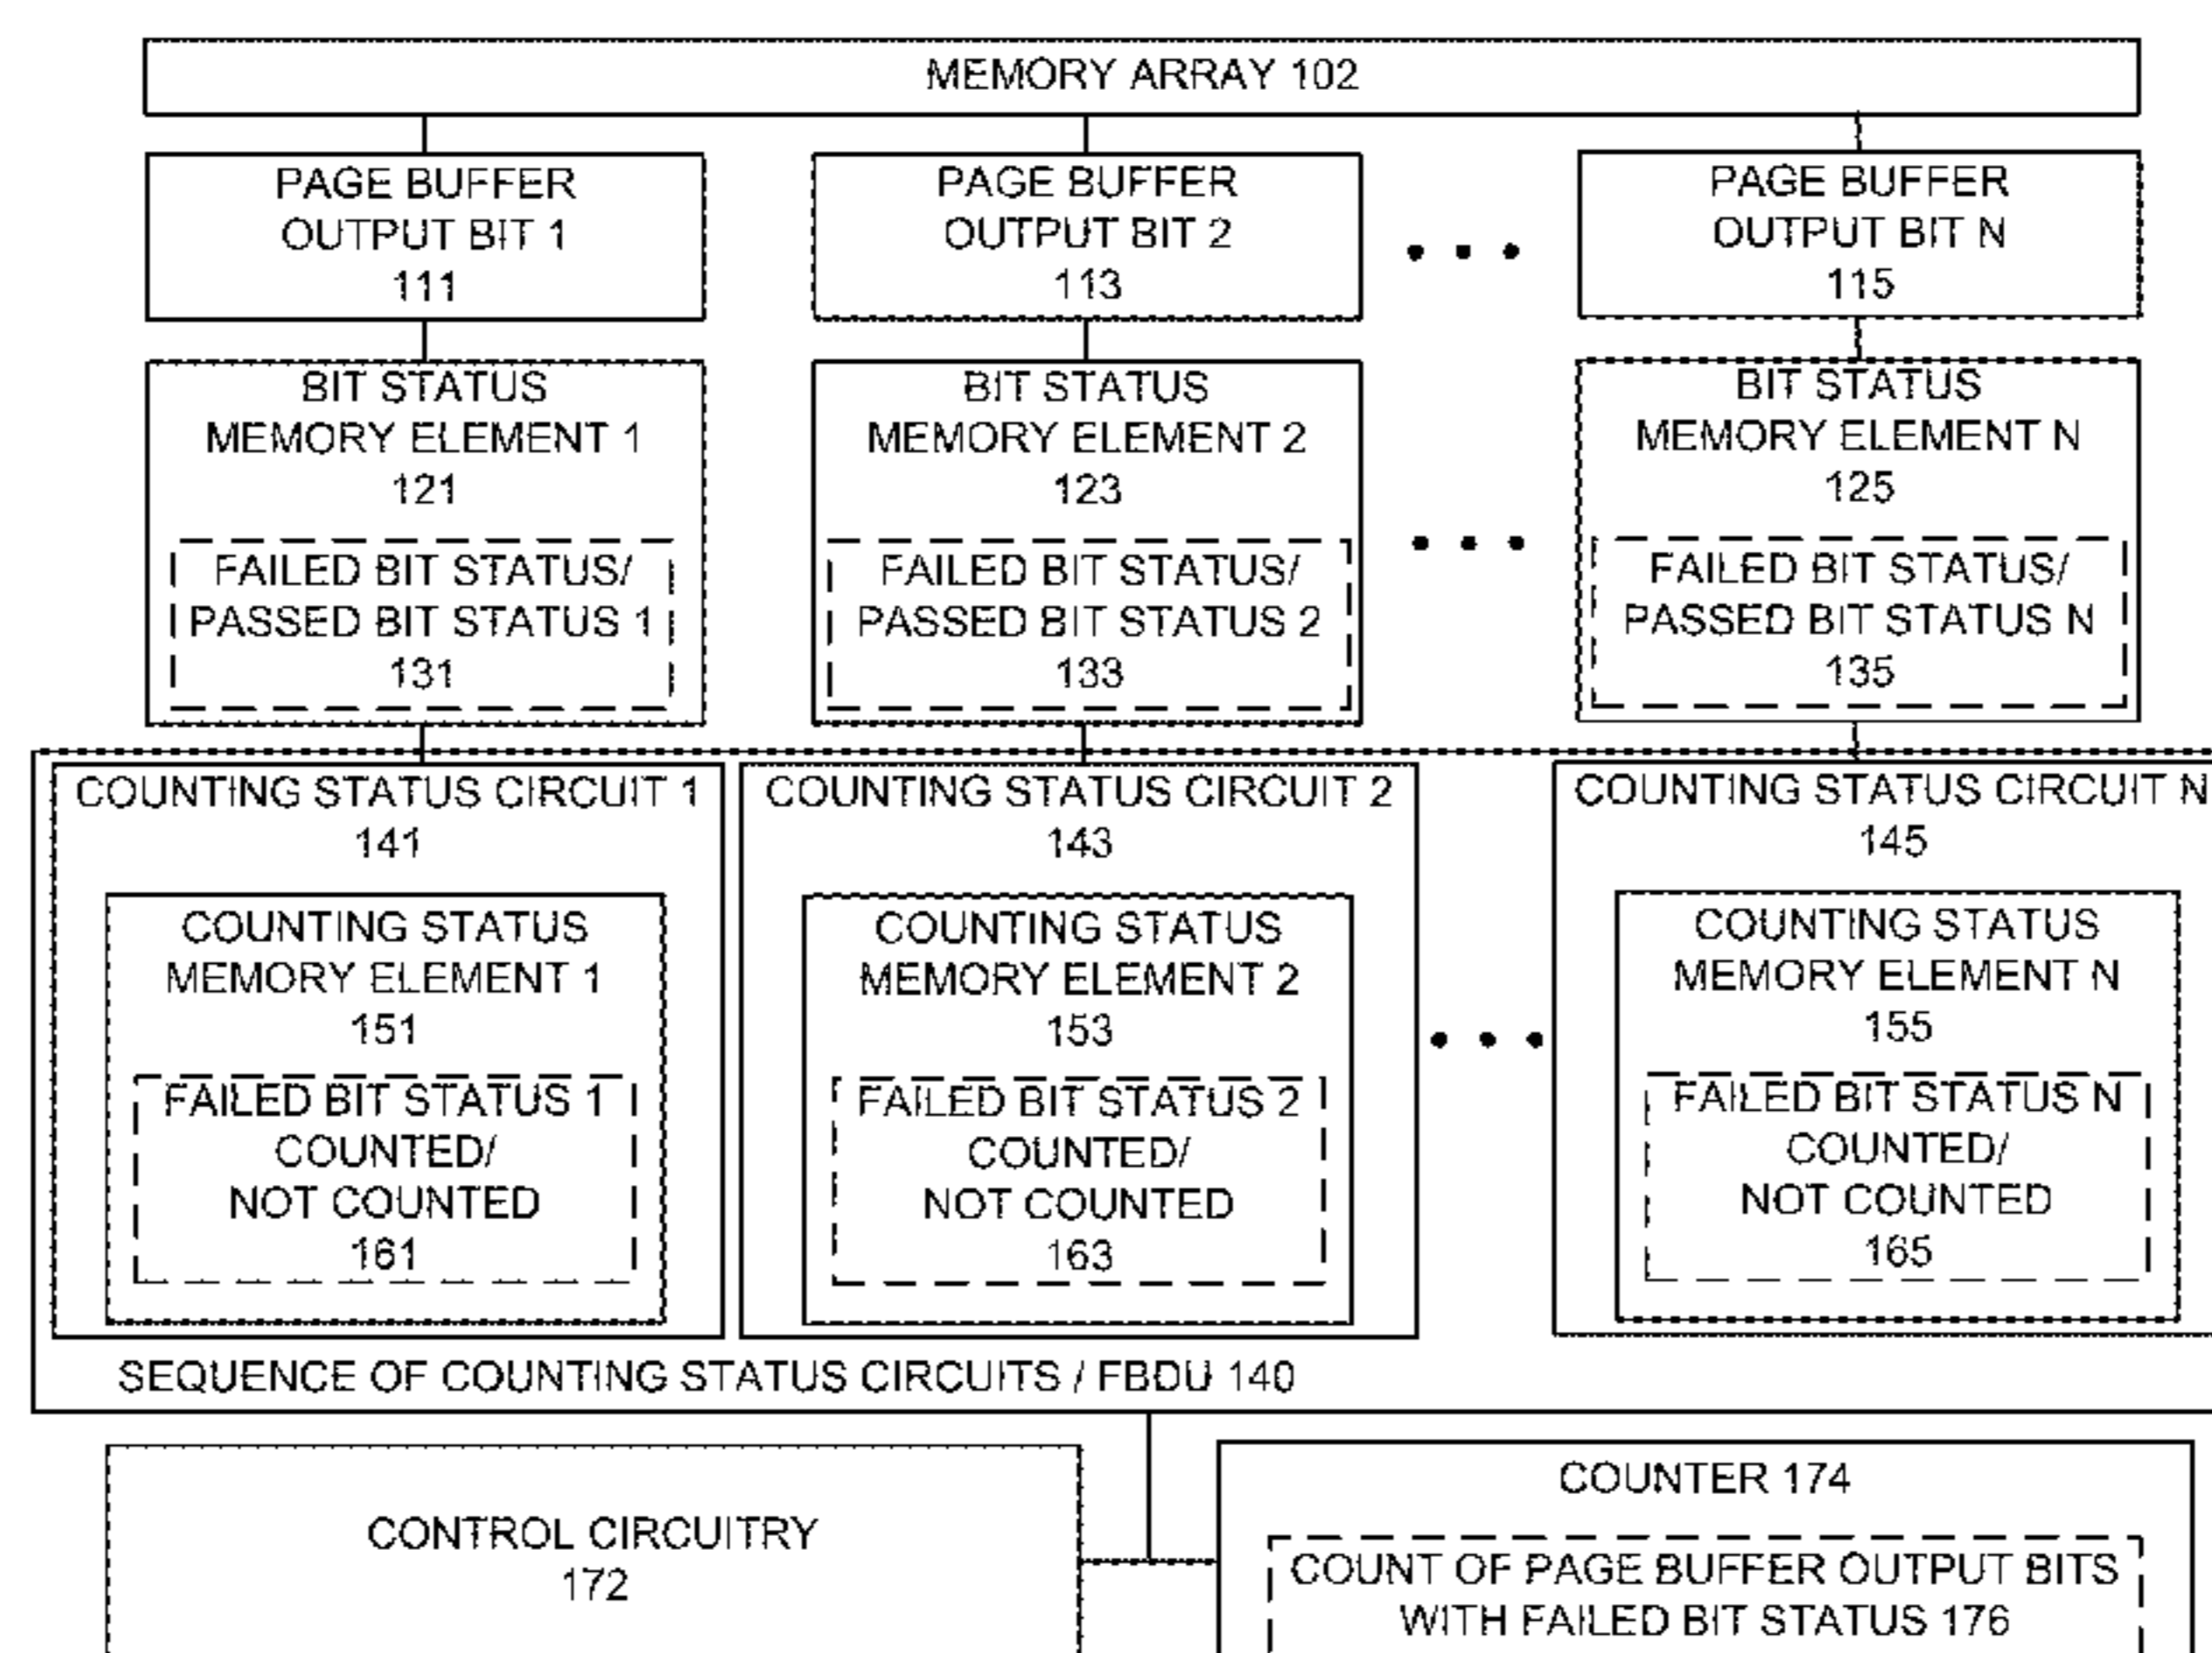 MEMORY ARRAY 102
PAGE BUFFER
OUTPUT BIT 1
111
PAGE BUFFER
OUTPUT BIT 2
113
PAGE BUFFER
OUTPUT BIT N
115
BIT STATUS
MEMORY ELEMENT 1
121
FAILED BIT STATUS/
PASSED BIT STATUS 1
131
BIT STATUS
MEMORY ELEMENT 2
123
FAILED BIT STATUS/
PASSED BIT STATUS 2
133
BIT STATUS
MEMORY ELEMENT N
125
FAILED BIT STATUS/
PASSED BIT STATUS N
135
COUNTING STATUS CIRCUIT 1
141
COUNTING STATUS
MEMORY ELEMENT 1
151
FAILED BIT STATUS 1
COUNTED/
NOT COUNTED
161
COUNTING STATUS CIRCUIT 2
143
COUNTING STATUS
MEMORY ELEMENT 2
153
FAILED BIT STATUS 2
COUNTED/
NOT COUNTED
163
COUNTING STATUS CIRCUIT N
145
COUNTING STATUS
MEMORY ELEMENT N
155
FAILED BIT STATUS N
COUNTED/
NOT COUNTED
165
SEQUENCE OF COUNTING STATUS CIRCUITS / FBDU 140
CONTROL CIRCUITRY
172
COUNTER 174
COUNT OF PAGE BUFFER OUTPUT BITS
WITH FAILED BIT STATUS 176